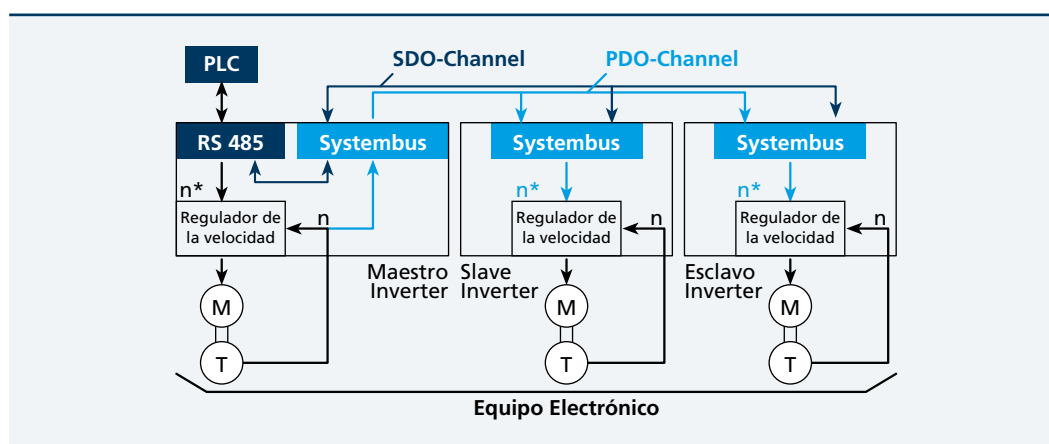 PLC
SDO-Channel
PDO-Channel
RS 485
Systembus
Systembus
Systembus
n*
n*
n*
Regulador de
la velocidad
n
Regulador de
la velocidad
n
Regulador de
la velocidad
n
Maestro
Inverter
Slave
Inverter
Esclavo
Inverter
M
M
M
T
T
T
Equipo Electrónico